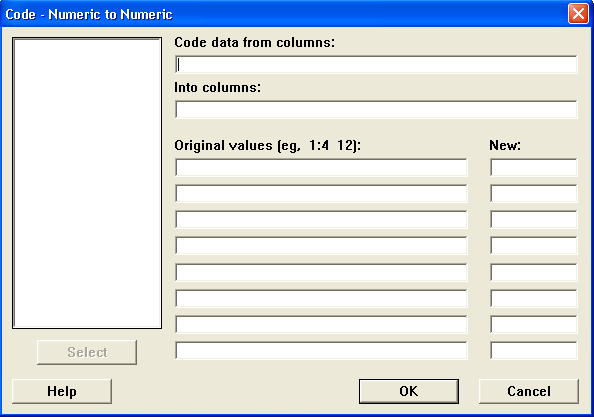 Code - Numeric to Numeric
Code data from columns:
Into columns:
Original values (eg, 1:4 12): New:
Select
Help OK Cancel